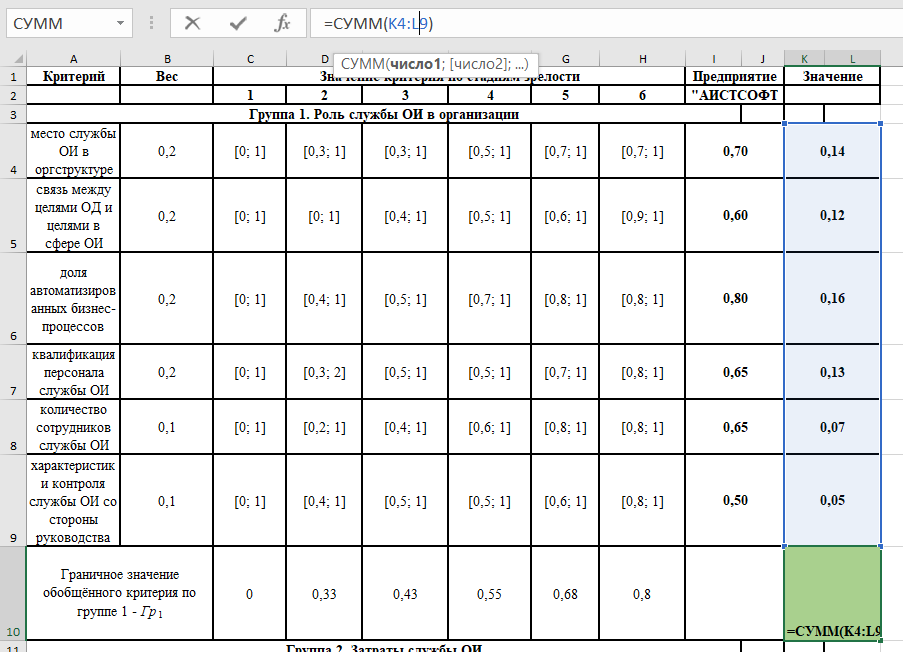 СУММ =СУММ(K4:L9)
СУММ(число1; [число2]; ...)
A B C D G H I J K L
1 Критерий Вес Значение критерия по стадиям зрелости Предприятие Значение
2 1 2 3 4 5 6 "АИСТСОФТ
3 Группа 1. Роль службы ОИ в организации
место службы
ОИ в
оргструктуре
4 0,2 [0; 1] [0,3; 1] [0,3; 1] [0,5; 1] [0,7; 1] [0,7; 1] 0,70 0,14
связь между
целями ОД и
целями в
сфере ОИ
5 0,2 [0; 1] [0; 1] [0,4; 1] [0,5; 1] [0,6; 1] [0,9; 1] 0,60 0,12
доля
автоматизиров
анных бизнес-
процессов
6 0,2 [0; 1] [0,4; 1] [0,5; 1] [0,7; 1] [0,8; 1] [0,8; 1] 0,80 0,16
квалификация
персонала
службы ОИ
7 0,2 [0; 1] [0,3; 2] [0,5; 1] [0,5; 1] [0,7; 1] [0,8; 1] 0,65 0,13
количество
сотрудников
службы ОИ
8 0,1 [0; 1] [0,2; 1] [0,4; 1] [0,6; 1] [0,8; 1] [0,8; 1] 0,65 0,07
характеристик
и контроля
службы ОИ со
стороны
руководства
9 0,1 [0; 1] [0,4; 1] [0,5; 1] [0,5; 1] [0,6; 1] [0,8; 1] 0,50 0,05
Граничное значение
обобщённого критерия по
группе 1 - Гр1
10 0 0,33 0,43 0,55 0,68 0,8 =СУММ(K4:L9
11 Группа 2. Затраты службы ОИ